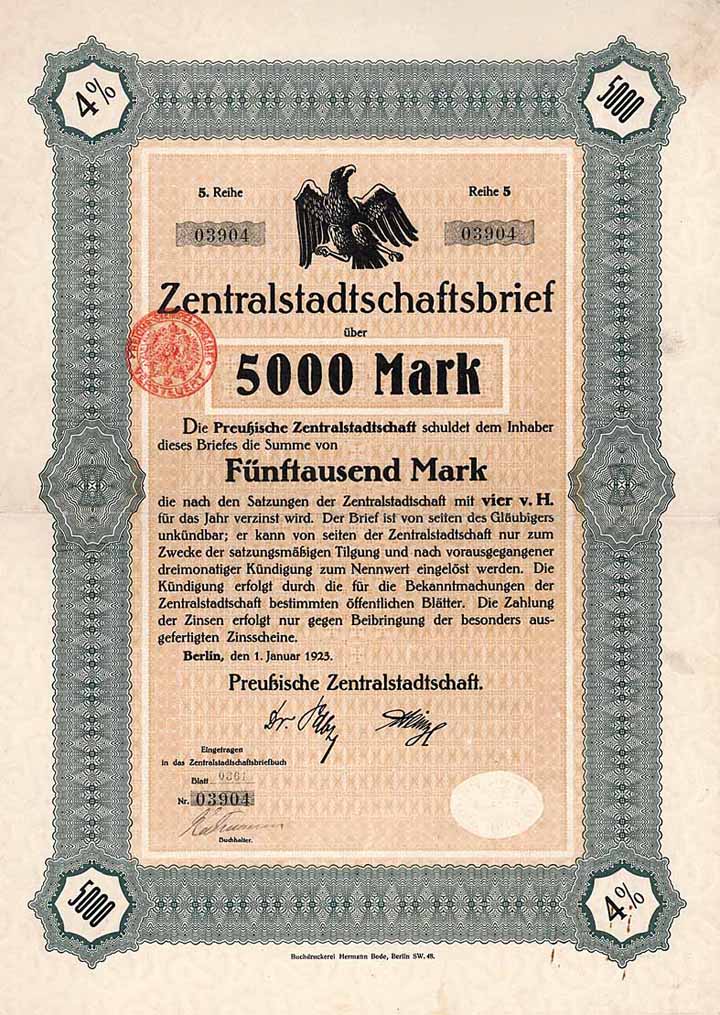 4%
5000
5. Reihe
Reihe 5
03904
03904
Zentralstadtschaftsbrief
über
5000 Mark
Die Preußische Zentralstadtschaft schuldet dem Inhaber
dieses Briefes die Summe von
Fünftausend Mark
die nach den Satzungen der Zentralstadtschaft mit vier v. H.
für das Jahr verzinst wird. Der Brief ist von seiten des Gläubigers
unkündbar; er kann von seiten der Zentralstadtschaft nur zum
Zwecke der satzungsmäßigen Tilgung und nach vorausgegangener
dreimonatiger Kündigung zum Nennwert eingelöst werden. Die
Kündigung erfolgt durch die für die Bekanntmachungen der
Zentralstadtschaft bestimmten öffentlichen Blätter. Die Zahlung
der Zinsen erfolgt nur gegen Beibringung der besonders aus-
gefertigten Zinsscheine.
Berlin, den 1. Januar 1923.
Preußische Zentralstadtschaft.
Dr.
Eingetragen
in das Zentralstadtschaftsbriefbuch
Blatt 0361
Nr. 03904
Buchhalter.
5000
4%
Buchdruckerei Hermann Bode, Berlin SW. 48.